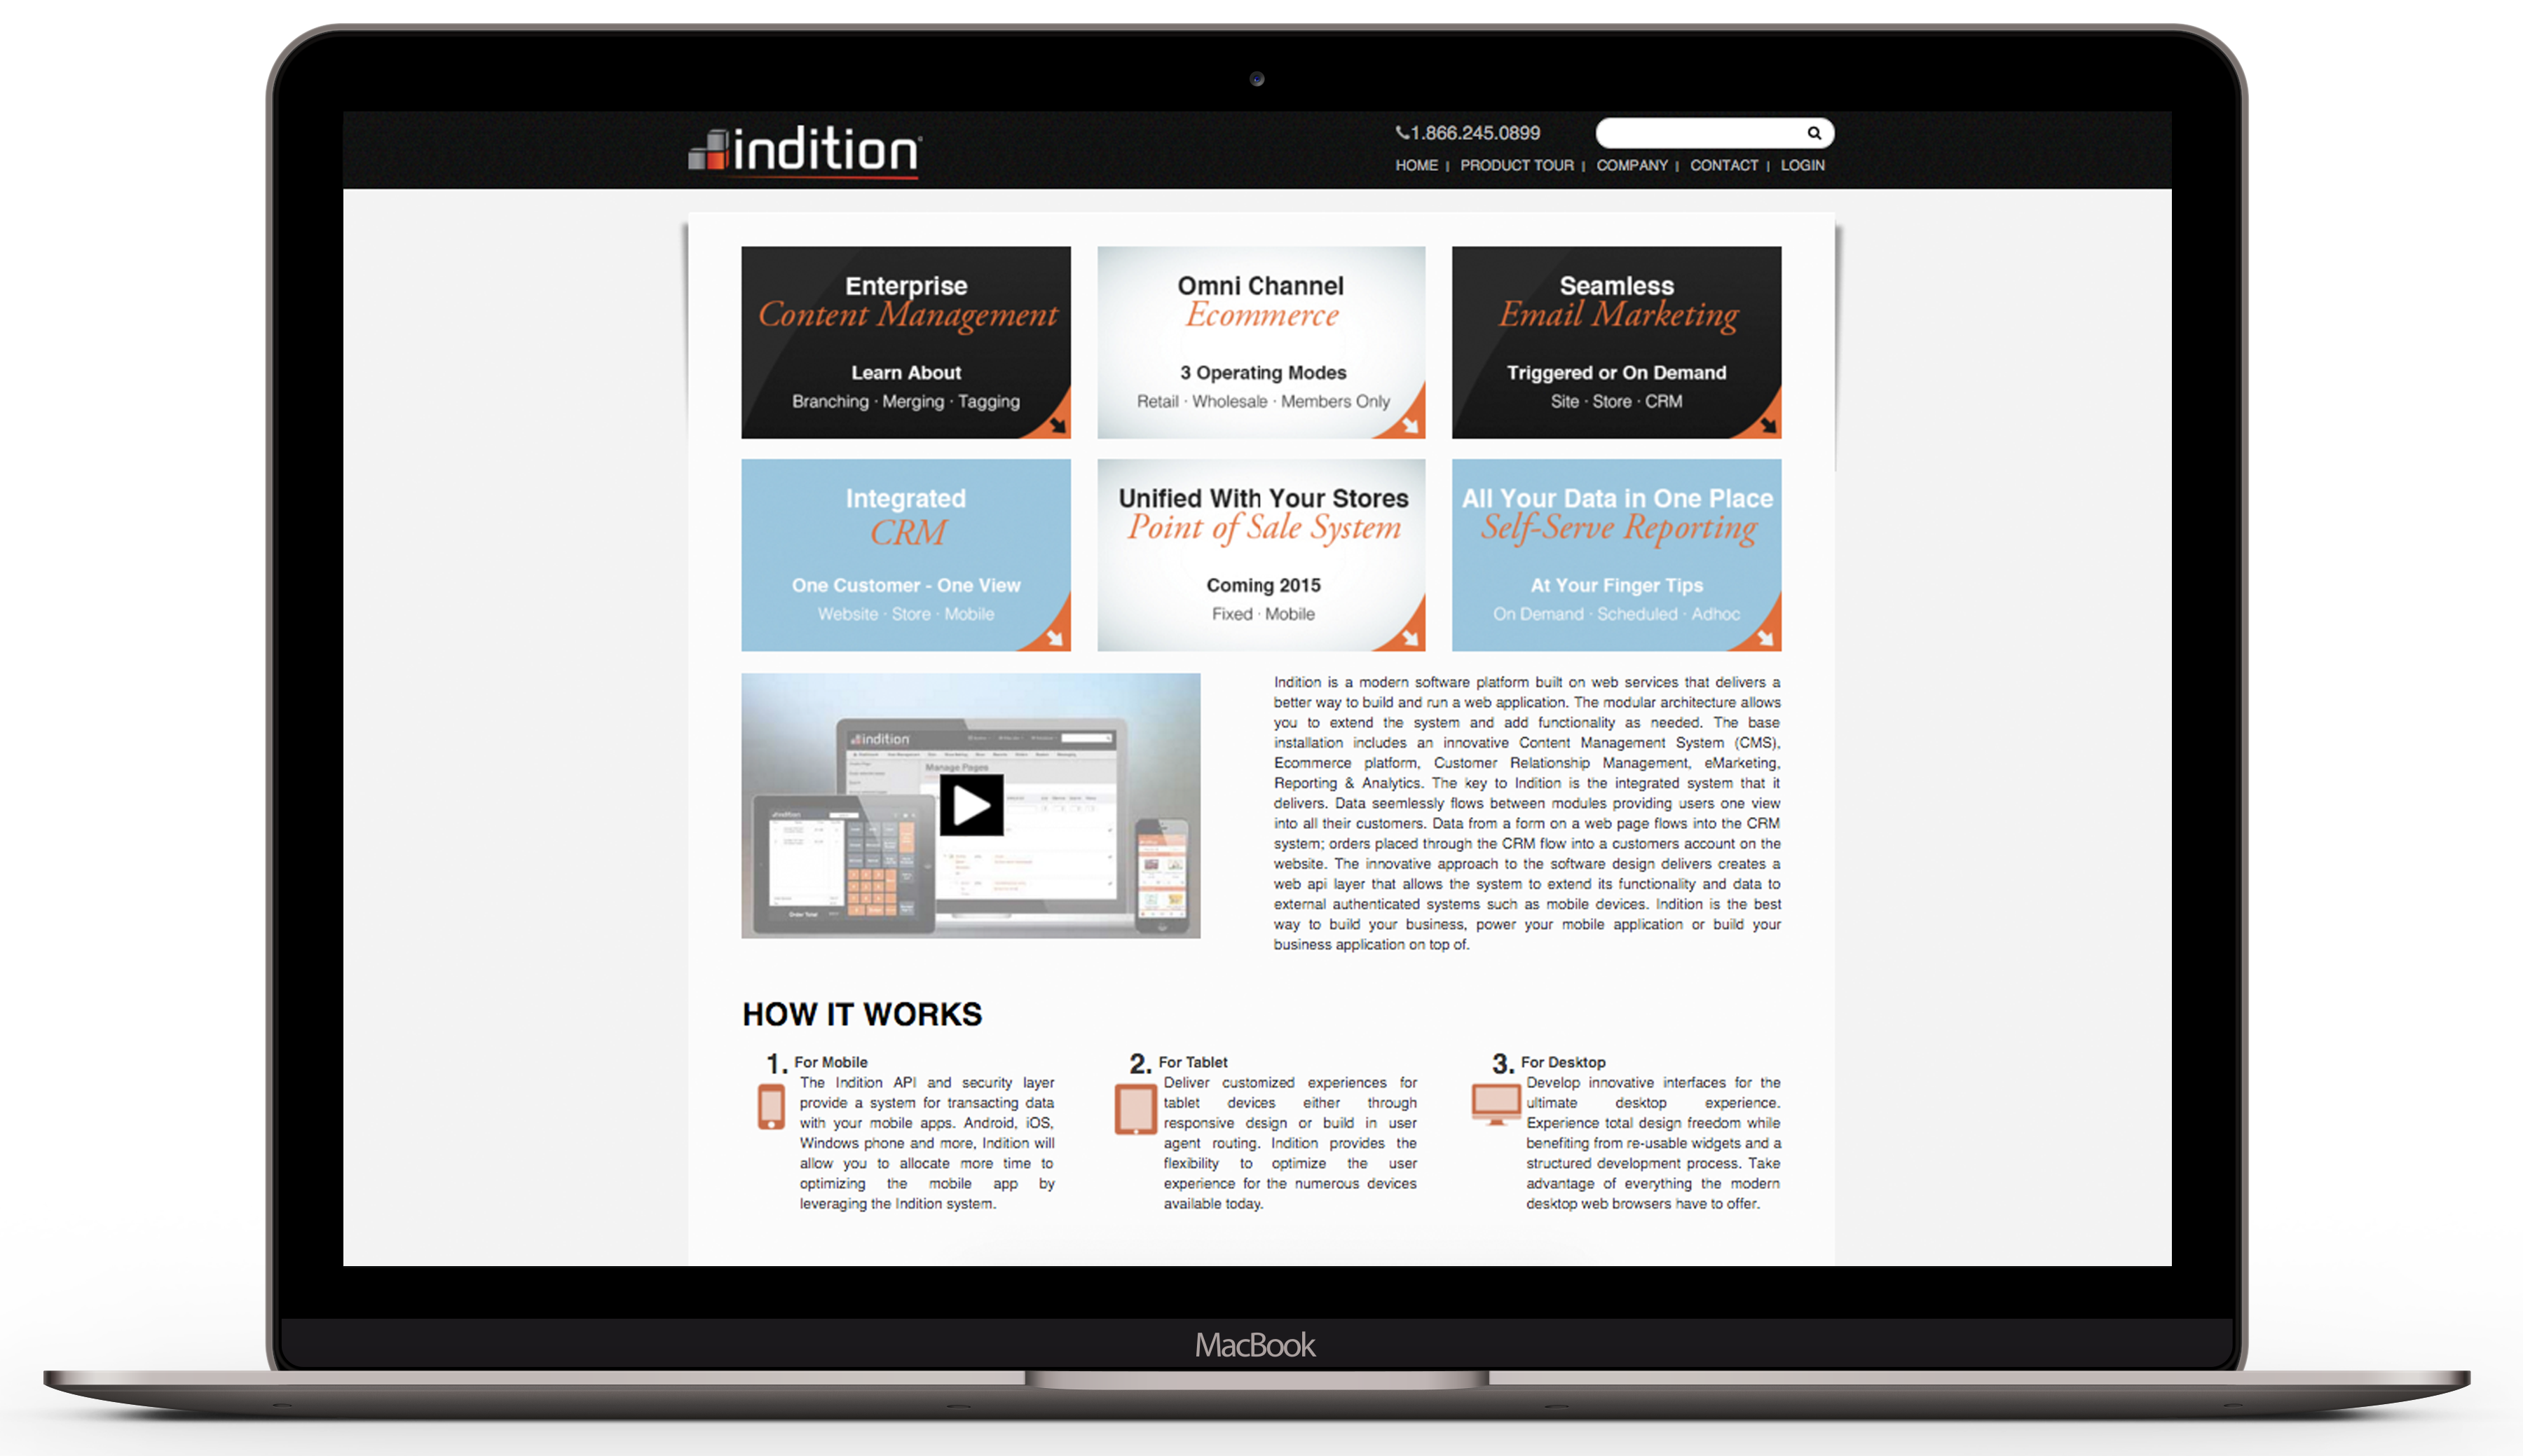 indition
1.866.245.0899
HOME | PRODUCT TOUR | COMPANY | CONTACT | LOGIN
Enterprise
Content Management
Learn About
Branching · Merging · Tagging
Omni Channel
Ecommerce
3 Operating Modes
Retail · Wholesale · Members Only
Seamless
Email Marketing
Triggered or On Demand
Site · Store · CRM
Integrated
CRM
One Customer - One View
Website · Store · Mobile
Unified With Your Stores
Point of Sale System
Coming 2015
Fixed · Mobile
All Your Data in One Place
Self-Serve Reporting
At Your Finger Tips
On Demand · Scheduled · Adhoc
indition
Manage Pages
indition
Order Total
Indition is a modern software platform built on web services that delivers a
better way to build and run a web application. The modular architecture allows
you to extend the system and add functionality as needed. The base
installation includes an innovative Content Management System (CMS),
Ecommerce platform, Customer Relationship Management, eMarketing,
Reporting & Analytics. The key to Indition is the integrated system that it
delivers. Data seemlessly flows between modules providing users one view
into all their customers. Data from a form on a web page flows into the CRM
system; orders placed through the CRM flow into a customers account on the
website. The innovative approach to the software design delivers creates a
web api layer that allows the system to extend its functionality and data to
external authenticated systems such as mobile devices. Indition is the best
way to build your business, power your mobile application or build your
business application on top of.
HOW IT WORKS
1. For Mobile
The Indition API and security layer
provide a system for transacting data
with your mobile apps. Android, iOS,
Windows phone and more, Indition will
allow you to allocate more time to
optimizing the mobile app by
leveraging the Indition system.
2. For Tablet
Deliver customized experiences for
tablet devices either through
responsive design or build in user
agent routing. Indition provides the
flexibility to optimize the user
experience for the numerous devices
available today.
3. For Desktop
Develop innovative interfaces for the
ultimate desktop experience.
Experience total design freedom while
benefiting from re-usable widgets and a
structured development process. Take
advantage of everything the modern
desktop web browsers have to offer.
MacBook